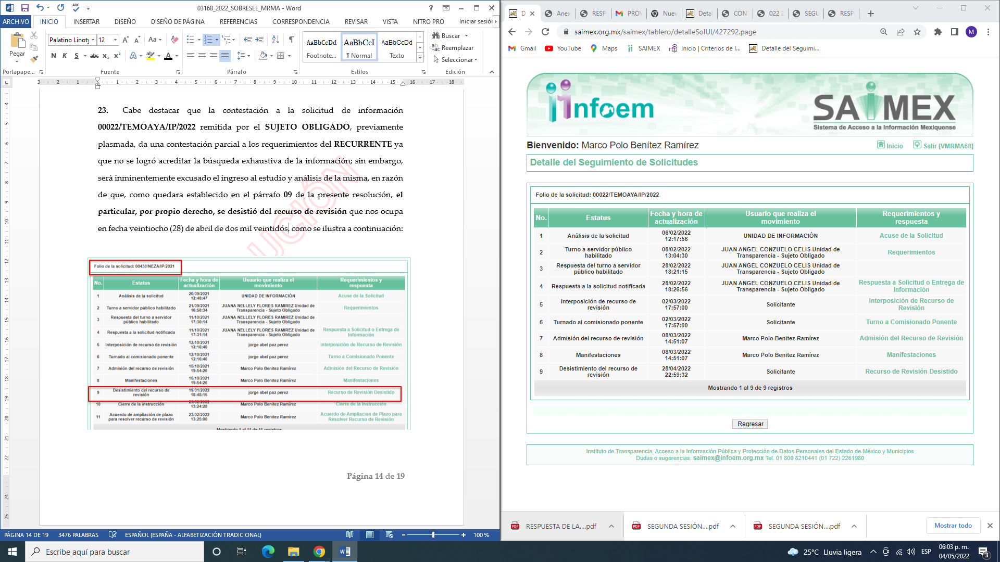 03168_2022_SOBRESEE_MRMA - Word
ARCHIVO INICIO INSERTAR DISEÑO DISEÑO DE PÁGINA REFERENCIAS CORRESPONDENCIA REVISAR VISTA NITRO PRO Iniciar sesión
Pegar
Palatino Linoty 12
AaBbCcDd AaBbCcI AaBbCcDd
Footnote... ¶ Normal Texto
Buscar
Reemplazar
Seleccionar
Portapape... Fuente Párrafo Estilos Edición
23. Cabe destacar que la contestación a la solicitud de información
00022/TEMOAYA/IP/2022 remitida por el SUJETO OBLIGADO, previamente
plasmada, da una contestación parcial a los requerimientos del RECURRENTE ya
que no se logró acreditar la búsqueda exhaustiva de la información; sin embargo,
será inminentemente excusado el ingreso al estudio y análisis de la misma, en razón
de que, como quedara establecido en el párrafo 09 de la presente resolución, el
particular, por propio derecho, se desistió del recurso de revisión que nos ocupa
en fecha veintiocho (28) de abril de dos mil veintidós, como se ilustra a continuación:
UCIÓN
Folio de la solicitud: 00438/NEZA/IP/2021
No. Estatus Fecha y hora de actualización Usuario que realiza el movimiento Requerimientos y respuesta
1 Análisis de la solicitud 20/09/2021 12:48:47 UNIDAD DE INFORMACIÓN Acuse de la Solicitud
2 Turno a servidor público habilitado 21/09/2021 16:58:34 JUANA NELLELY FLORES RAMIREZ Unidad de Transparencia - Sujeto Obligado Requerimientos
3 Respuesta del turno a servidor público habilitado 11/10/2021 17:30:14 JUANA NELLELY FLORES RAMIREZ Unidad de Transparencia - Sujeto Obligado
4 Respuesta a la solicitud notificada 11/10/2021 17:31:14 JUANA NELLELY FLORES RAMIREZ Unidad de Transparencia - Sujeto Obligado Respuesta a Solicitud o Entrega de Información
5 Interposición de recurso de revisión 12/10/2021 12:16:40 jorge abel paz perez Interposición de Recurso de Revisión
6 Turnado al comisionado ponente 12/10/2021 12:16:40 jorge abel paz perez Turno a Comisionado Ponente
7 Admisión del recurso de revisión 15/10/2021 19:54:26 Marco Polo Benitez Ramírez Admisión del Recurso de Revisión
8 Manifestaciones 15/10/2021 19:54:26 Marco Polo Benitez Ramírez Manifestaciones
9 Desistimiento del recurso de revisión 19/01/2022 18:48:15 jorge abel paz perez Recurso de Revisión Desistido
10 Cierre de la instrucción 23/02/2022 13:24:28 Marco Polo Benitez Ramírez Cierre de la Instrucción
11 Acuerdo de ampliación de plazo para resolver recurso de revisión 23/02/2022 13:25:00 Marco Polo Benitez Ramírez Acuerdo de Ampliacion de Plazo para Resolver Recurso de Revisión
Mostrando 1 al 11 de 11 registros
Página 14 de 19
PÁGINA 14 DE 19 3476 PALABRAS ESPAÑOL (ESPAÑA - ALFABETIZACIÓN TRADICIONAL) 100 %
D Anex RESP PROY Nuev Detal CONT 022 2 SEGU RESP
saimex.org.mx/saimex/tablero/detalleSolUI/427292.page M
Gmail YouTube Maps SAIMEX Inicio | Criterios de I... Detalle del Seguimi...
infoem
SAIMEX
Sistema de Acceso a la Información Mexiquense
Bienvenido: Marco Polo Benítez Ramírez Inicio Salir [VMRMA68]
Detalle del Seguimiento de Solicitudes
Folio de la solicitud: 00022/TEMOAYA/IP/2022
No. Estatus Fecha y hora de actualización Usuario que realiza el movimiento Requerimientos y respuesta
1 Análisis de la solicitud 06/02/2022 12:17:56 UNIDAD DE INFORMACIÓN Acuse de la Solicitud
2 Turno a servidor público habilitado 08/02/2022 13:04:30 JUAN ANGEL CONZUELO CELIS Unidad de Transparencia - Sujeto Obligado Requerimientos
3 Respuesta del turno a servidor público habilitado 28/02/2022 18:21:15 JUAN ANGEL CONZUELO CELIS Unidad de Transparencia - Sujeto Obligado
4 Respuesta a la solicitud notificada 28/02/2022 18:26:56 JUAN ANGEL CONZUELO CELIS Unidad de Transparencia - Sujeto Obligado Respuesta a Solicitud o Entrega de Información
5 Interposición de recurso de revisión 02/03/2022 17:57:00 Solicitante Interposición de Recurso de Revisión
6 Turnado al comisionado ponente 02/03/2022 17:57:00 Solicitante Turno a Comisionado Ponente
7 Admisión del recurso de revisión 08/03/2022 14:51:07 Marco Polo Benitez Ramírez Admisión del Recurso de Revisión
8 Manifestaciones 08/03/2022 14:51:07 Marco Polo Benitez Ramírez Manifestaciones
9 Desistimiento del recurso de revisión 28/04/2022 22:59:32 Solicitante Recurso de Revisión Desistido
Mostrando 1 al 9 de 9 registros
Regresar
Instituto de Transparencia, Acceso a la Información Pública y Protección de Datos Personales del Estado de México y Municipios
Dudas o sugerencias: saimex@infoem.org.mx Tel. 01 800 8210441 (01 722) 2261980
RESPUESTA DE LA....pdf SEGUNDA SESIÓN....pdf SEGUNDA SESIÓN....pdf Mostrar todo
Escribe aquí para buscar
25°C Lluvia ligera ESP 06:03 p. m.
04/05/2022 3